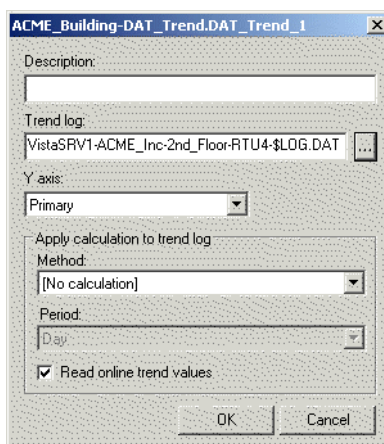 ACME_Building-DAT_Trend.DAT_Trend_1
Description:
Trend log:
VistaSRV1-ACME_Inc-2nd_Floor-RTU4-$LOG.DAT
...
Y axis:
Primary
Apply calculation to trend log
Method:
[No calculation]
Period:
Day
Read online trend values
OK Cancel